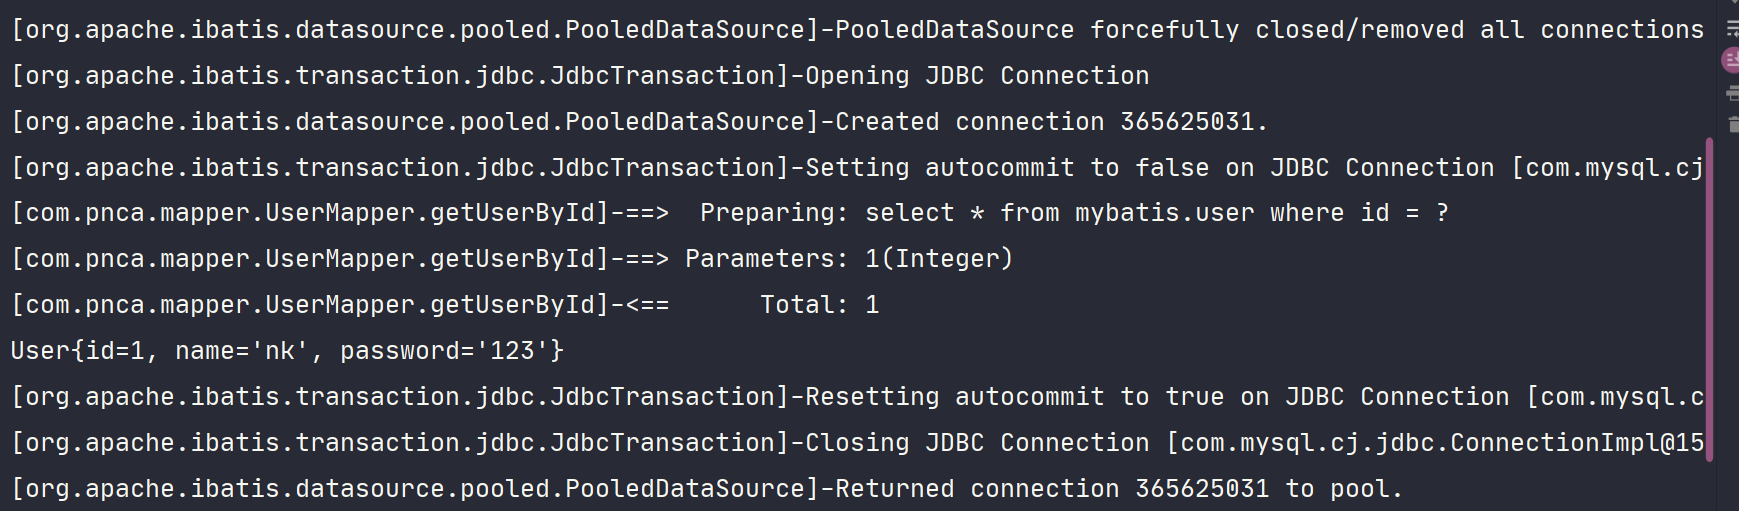 [org.apache.ibatis.datasource.pooled.PooledDataSource]-PooledDataSource forcefully closed/removed all connections
[org.apache.ibatis.transaction.jdbc.JdbcTransaction]-Opening JDBC Connection
[org.apache.ibatis.datasource.pooled.PooledDataSource]-Created connection 365625031.
[org.apache.ibatis.transaction.jdbc.JdbcTransaction]-Setting autocommit to false on JDBC Connection [com.mysql.cj
[com.pnca.mapper.UserMapper.getUserById]-==>  Preparing: select * from mybatis.user where id = ?
[com.pnca.mapper.UserMapper.getUserById]-==> Parameters: 1(Integer)
[com.pnca.mapper.UserMapper.getUserById]-<==      Total: 1
User{id=1, name='nk', password='123'}
[org.apache.ibatis.transaction.jdbc.JdbcTransaction]-Resetting autocommit to true on JDBC Connection [com.mysql.c
[org.apache.ibatis.transaction.jdbc.JdbcTransaction]-Closing JDBC Connection [com.mysql.cj.jdbc.ConnectionImpl@15
[org.apache.ibatis.datasource.pooled.PooledDataSource]-Returned connection 365625031 to pool.